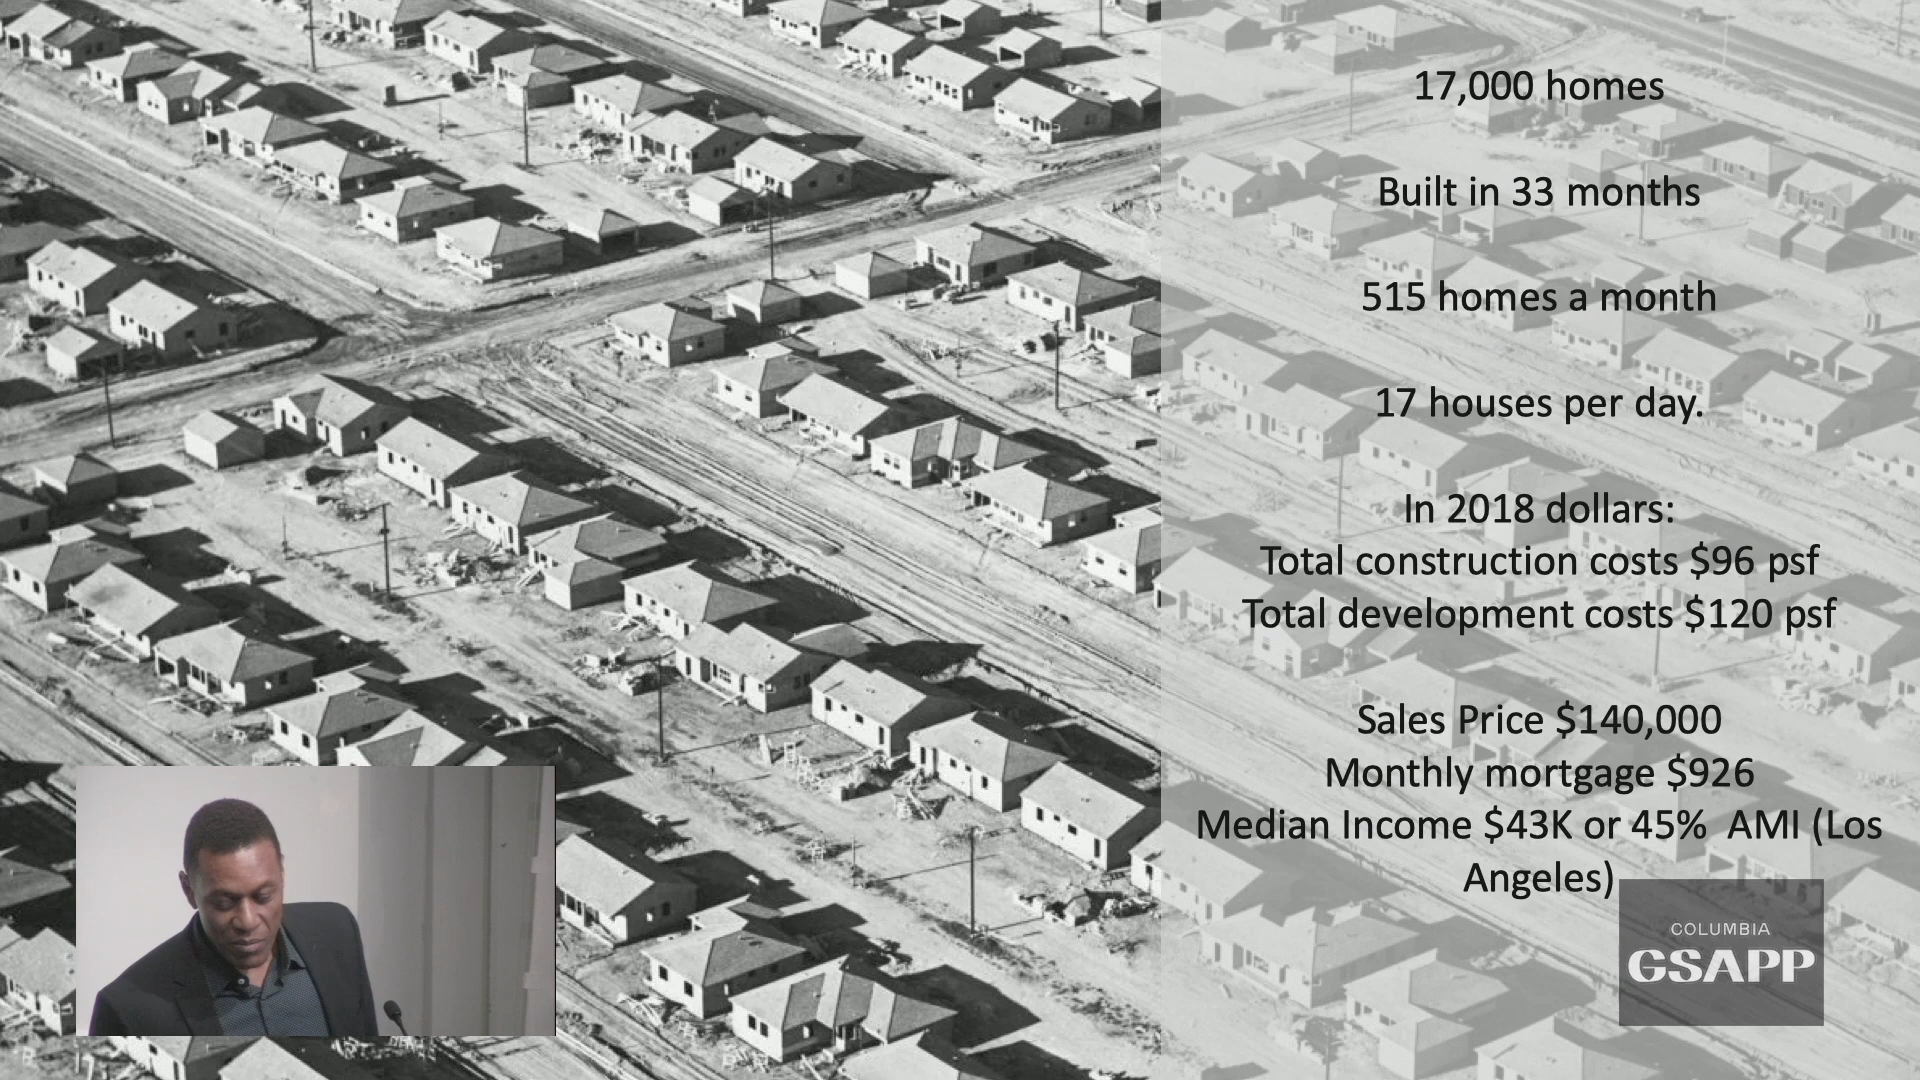 17,000 homes
Built in 33 months
515 homes a month
17 houses per day.
In 2018 dollars:
Total construction costs $96 psf
Total development costs $120 psf
Sales Price $140,000
Monthly mortgage $926
Median Income $43K or 45% AMI (Los
Angeles)
COLUMBIA
GSAPP